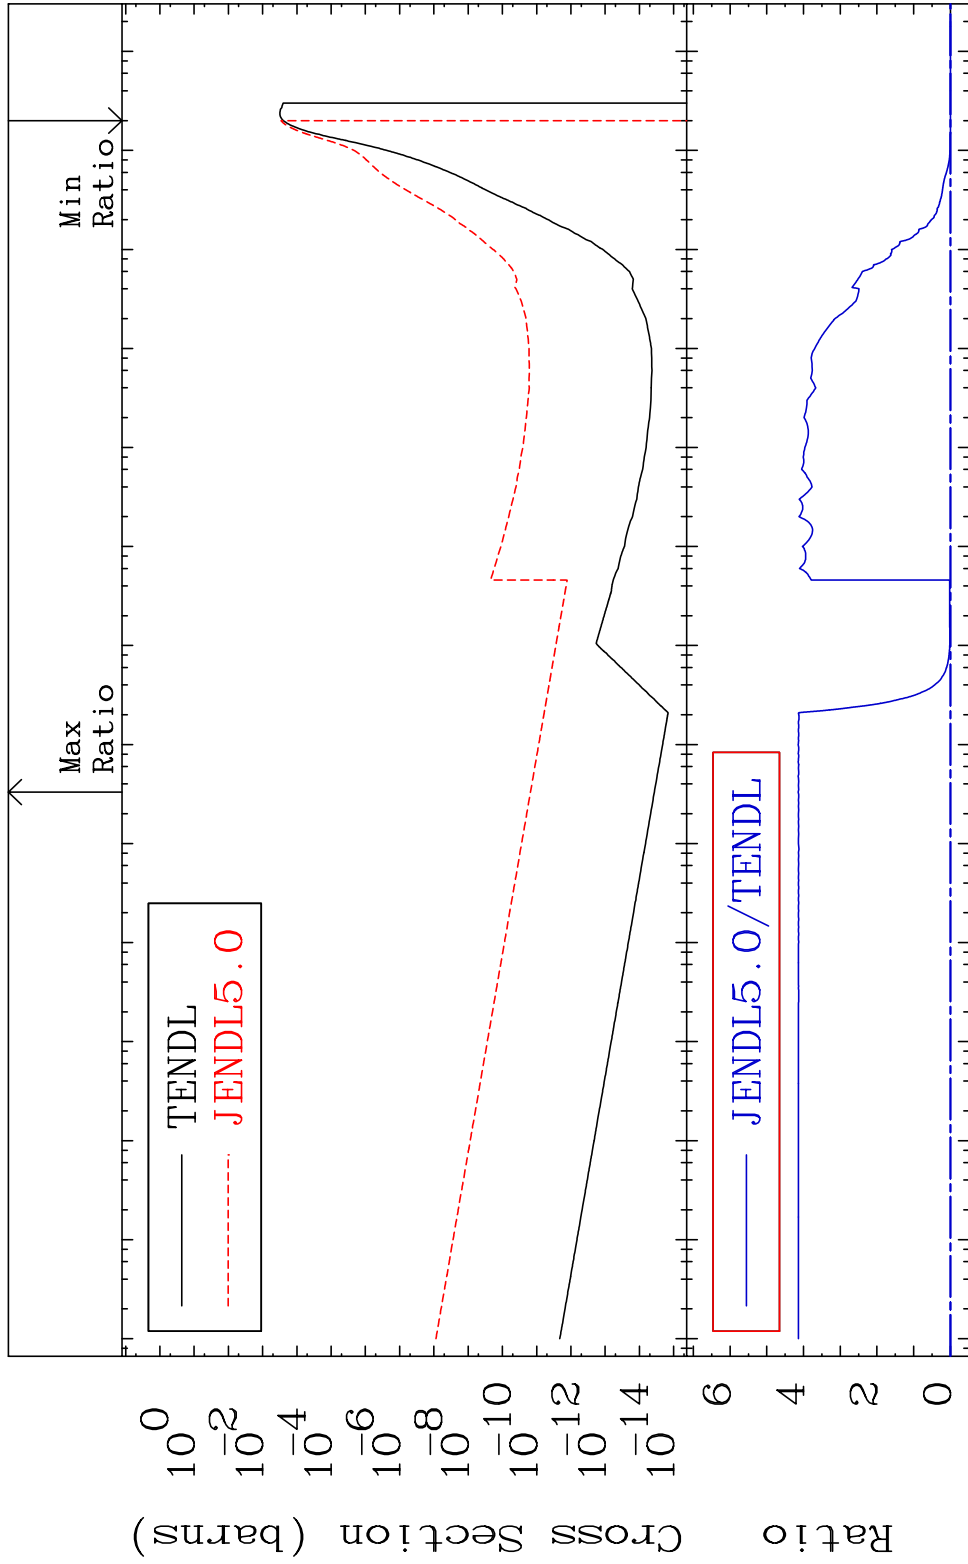 Max
Ratio
Min
Ratio
TENDL
JENDL5.0
Cross Section (barns)
10^0
10^-2
10^-4
10^-6
10^-8
10^-10
10^-12
10^-14
JENDL5.0/TENDL
Ratio
6
4
2
0